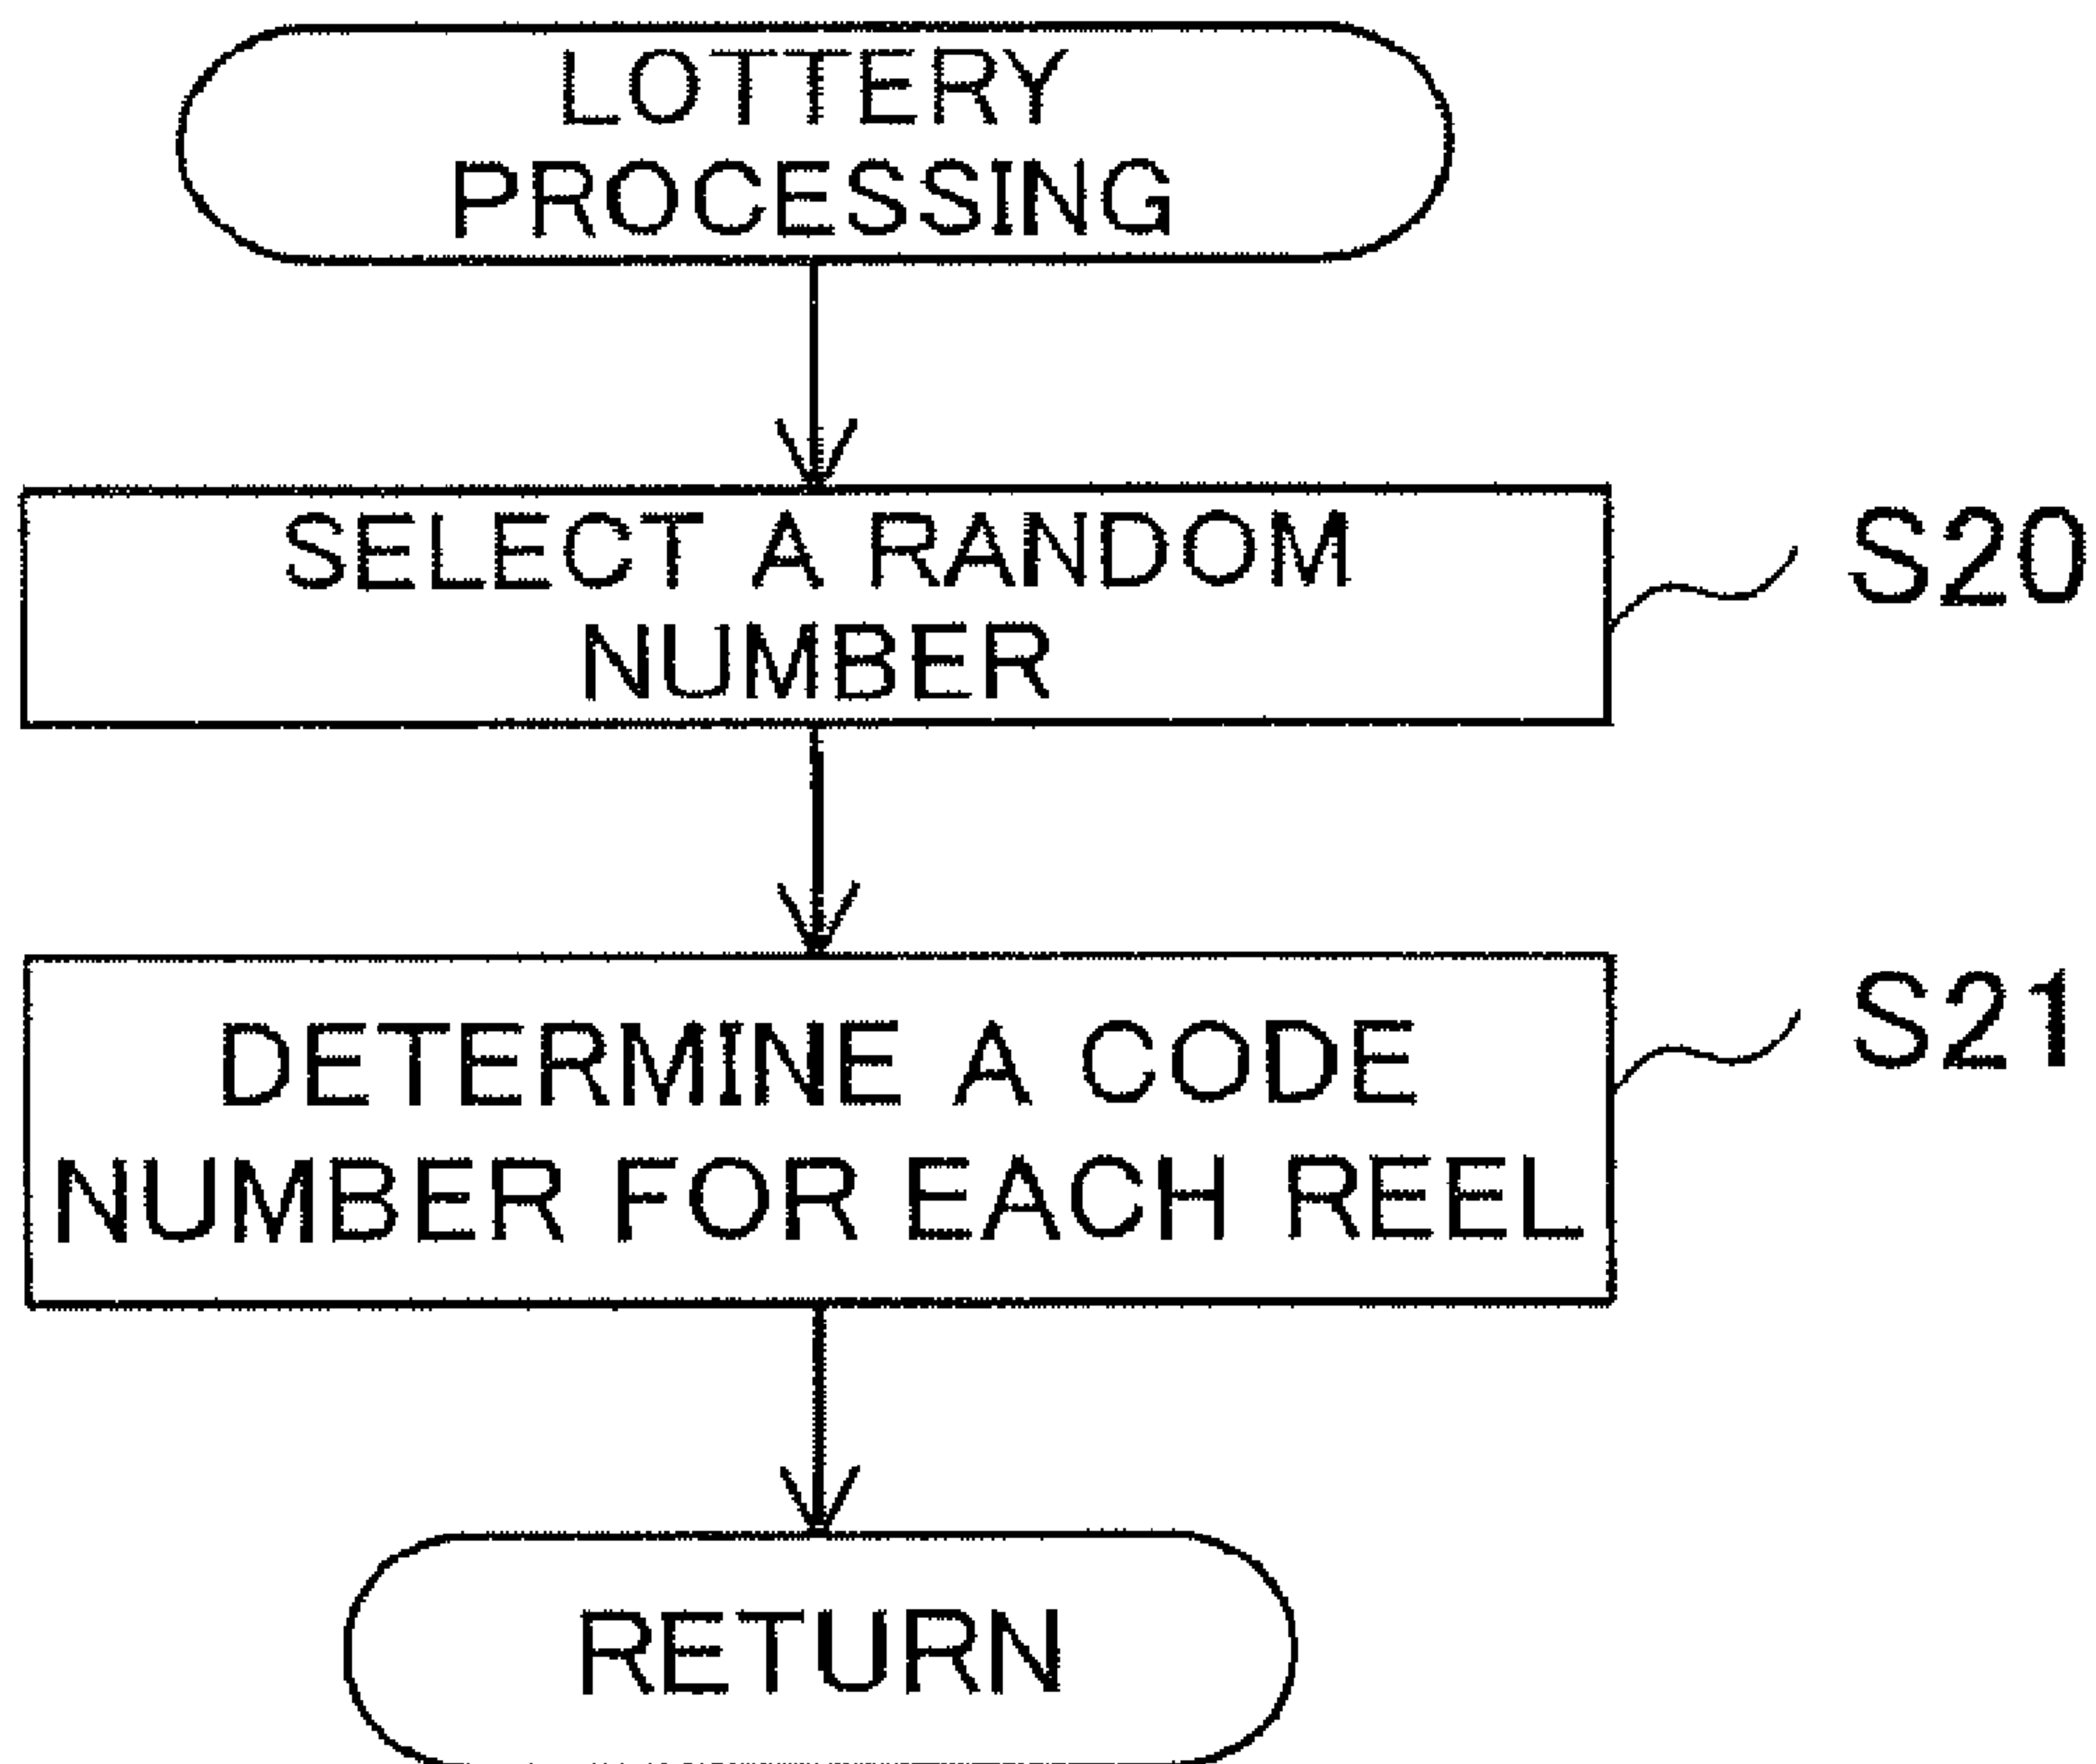 LOTTERY
PROCESSING
SELECT A RANDOM
NUMBER
S20
DETERMINE A CODE
NUMBER FOR EACH REEL
S21
RETURN